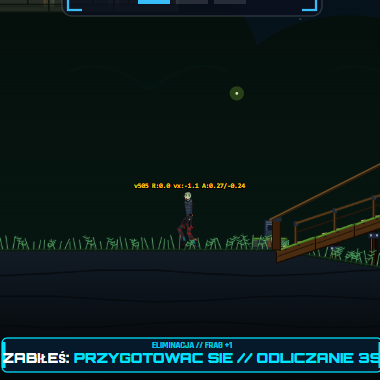 v505 R:0.0 vx:-1.1 A:0.27/-0.24
ELIMINACJA // FRAG +1
ZABIŁEŚ: PRZYGOTOWAC SIE // ODLICZANIE 3S